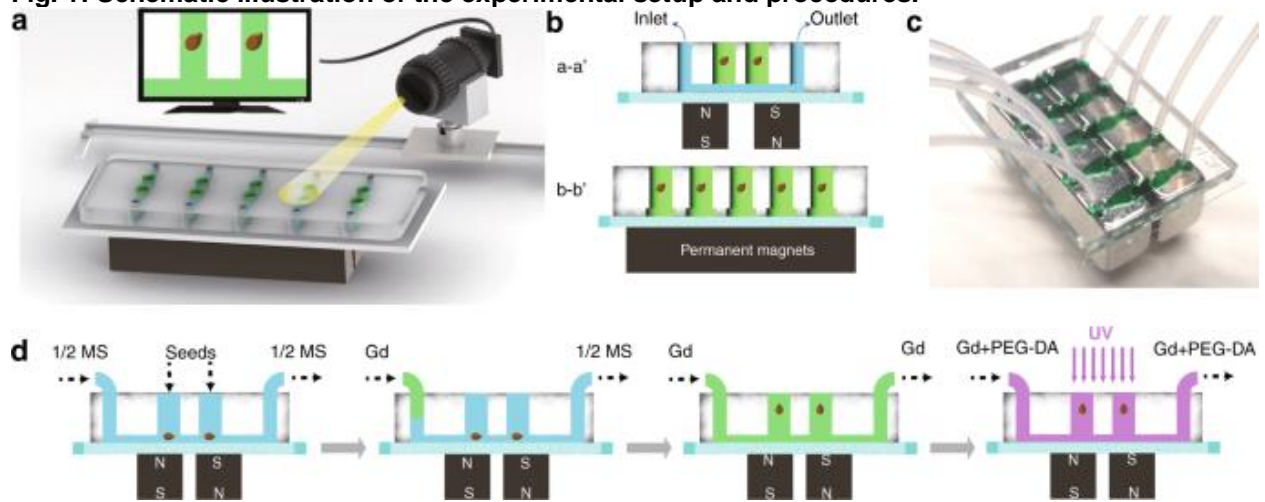 Fig. 1. Schematic illustration of the experimental setup and procedures.
a
b
Inlet
Outlet
a-a'
N
S
S
N
b-b'
Permanent magnets
c
d
1/2 MS
Seeds
1/2 MS
N
S
S
N
Gd
1/2 MS
N
S
S
N
Gd
Gd
N
S
S
N
Gd+PEG-DA
UV
Gd+PEG-DA
N
S
S
N